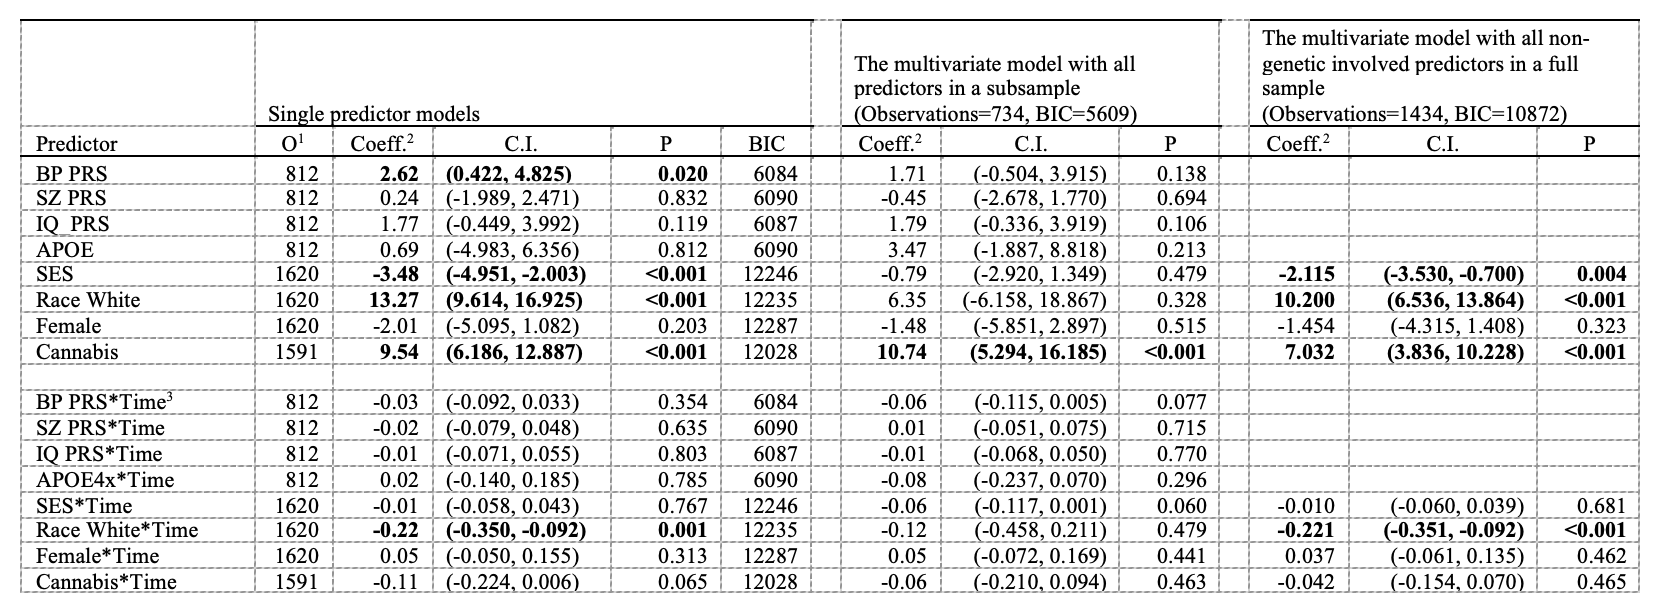 The multivariate model with all non-
The multivariate model with all genetic involved predictors in a full
predictors in a subsample sample
Single predictor models (Observations=734, BIC=5609) (Observations=1434, BIC=10872)
Predictor O¹ Coeff.² C.I. P BIC Coeff.² C.I. P Coeff.² C.I. P
BP PRS 812 2.62 (0.422, 4.825) 0.020 6084 1.71 (-0.504, 3.915) 0.138
SZ PRS 812 0.24 (-1.989, 2.471) 0.832 6090 -0.45 (-2.678, 1.770) 0.694
IQ_PRS 812 1.77 (-0.449, 3.992) 0.119 6087 1.79 (-0.336, 3.919) 0.106
APOE 812 0.69 (-4.983, 6.356) 0.812 6090 3.47 (-1.887, 8.818) 0.213
SES 1620 -3.48 (-4.951, -2.003) <0.001 12246 -0.79 (-2.920, 1.349) 0.479 -2.115 (-3.530, -0.700) 0.004
Race White 1620 13.27 (9.614, 16.925) <0.001 12235 6.35 (-6.158, 18.867) 0.328 10.200 (6.536, 13.864) <0.001
Female 1620 -2.01 (-5.095, 1.082) 0.203 12287 -1.48 (-5.851, 2.897) 0.515 -1.454 (-4.315, 1.408) 0.323
Cannabis 1591 9.54 (6.186, 12.887) <0.001 12028 10.74 (5.294, 16.185) <0.001 7.032 (3.836, 10.228) <0.001
BP PRS*Time³ 812 -0.03 (-0.092, 0.033) 0.354 6084 -0.06 (-0.115, 0.005) 0.077
SZ PRS*Time 812 -0.02 (-0.079, 0.048) 0.635 6090 0.01 (-0.051, 0.075) 0.715
IQ PRS*Time 812 -0.01 (-0.071, 0.055) 0.803 6087 -0.01 (-0.068, 0.050) 0.770
APOE4x*Time 812 0.02 (-0.140, 0.185) 0.785 6090 -0.08 (-0.237, 0.070) 0.296
SES*Time 1620 -0.01 (-0.058, 0.043) 0.767 12246 -0.06 (-0.117, 0.001) 0.060 -0.010 (-0.060, 0.039) 0.681
Race White*Time 1620 -0.22 (-0.350, -0.092) 0.001 12235 -0.12 (-0.458, 0.211) 0.479 -0.221 (-0.351, -0.092) <0.001
Female*Time 1620 0.05 (-0.050, 0.155) 0.313 12287 0.05 (-0.072, 0.169) 0.441 0.037 (-0.061, 0.135) 0.462
Cannabis*Time 1591 -0.11 (-0.224, 0.006) 0.065 12028 -0.06 (-0.210, 0.094) 0.463 -0.042 (-0.154, 0.070) 0.465